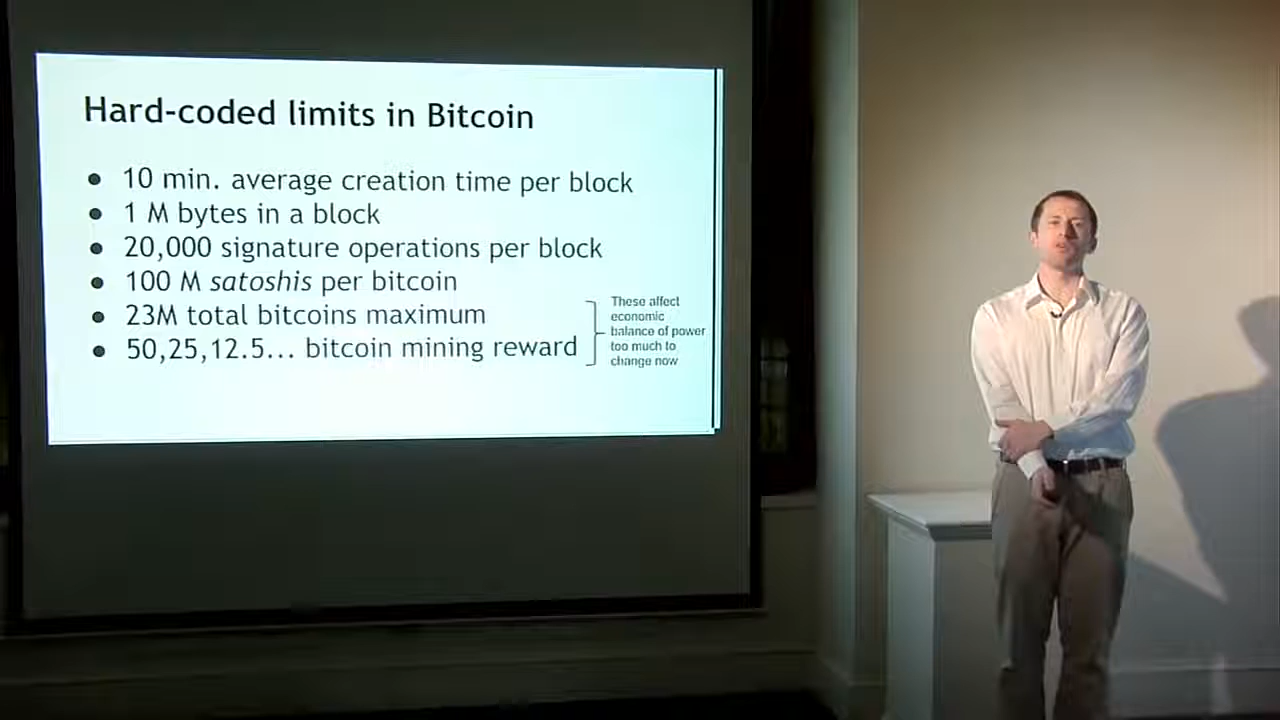 Hard-coded limits in Bitcoin
● 10 min. average creation time per block
● 1 M bytes in a block
● 20,000 signature operations per block
● 100 M satoshis per bitcoin
● 23M total bitcoins maximum
● 50,25,12.5... bitcoin mining reward
These affect
economic
balance of power
too much to
change now